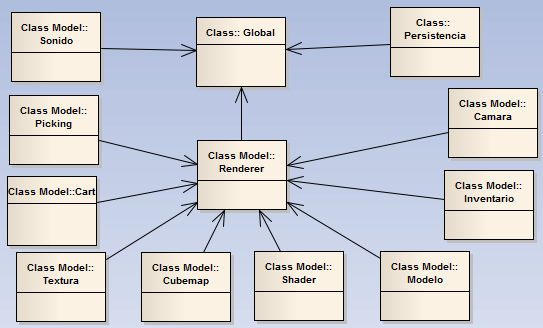 Class Model::
Sonido
Class:: Global
Class::
Persistencia
Class Model::
Picking
Class Model::
Camara
Class Model::
Renderer
Class Model::Cart
Class Model::
Inventario
Class Model::
Textura
Class Model::
Cubemap
Class Model::
Shader
Class Model::
Modelo